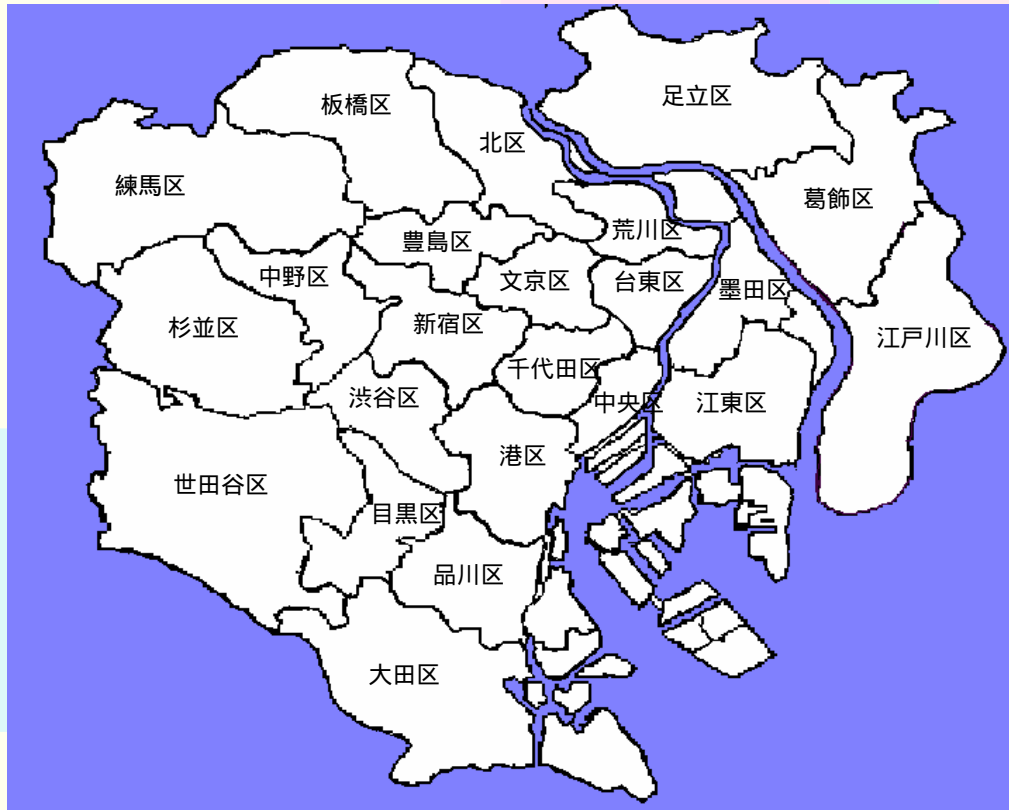 足立区
板橋区
北区
練馬区
葛飾区
荒川区
豊島区
中野区
文京区
台東区
墨田区
杉並区
新宿区
江戸川区
千代田区
渋谷区
中央区
江東区
港区
世田谷区
目黒区
品川区
大田区